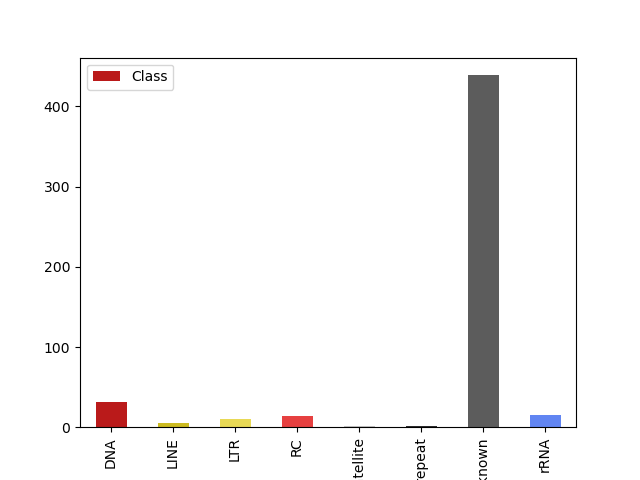 Class
400
300
200
100
0
DNA
LINE
LTR
RC
tellite
repeat
known
rRNA